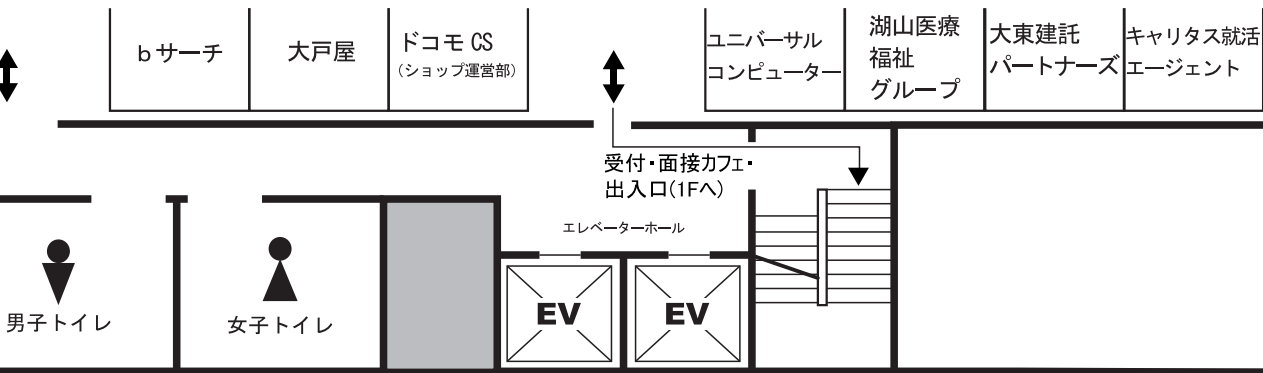 bサーチ
大戸屋
ドコモCS
(ショップ運営部)
ユニバーサル
コンピューター
湖山医療
福祉
グループ
大東建託
パートナーズ
キャリタス就活
エージェント
受付・面接カフェ・
出入口(1Fへ)
エレベーターホール
男子トイレ
女子トイレ
EV
EV